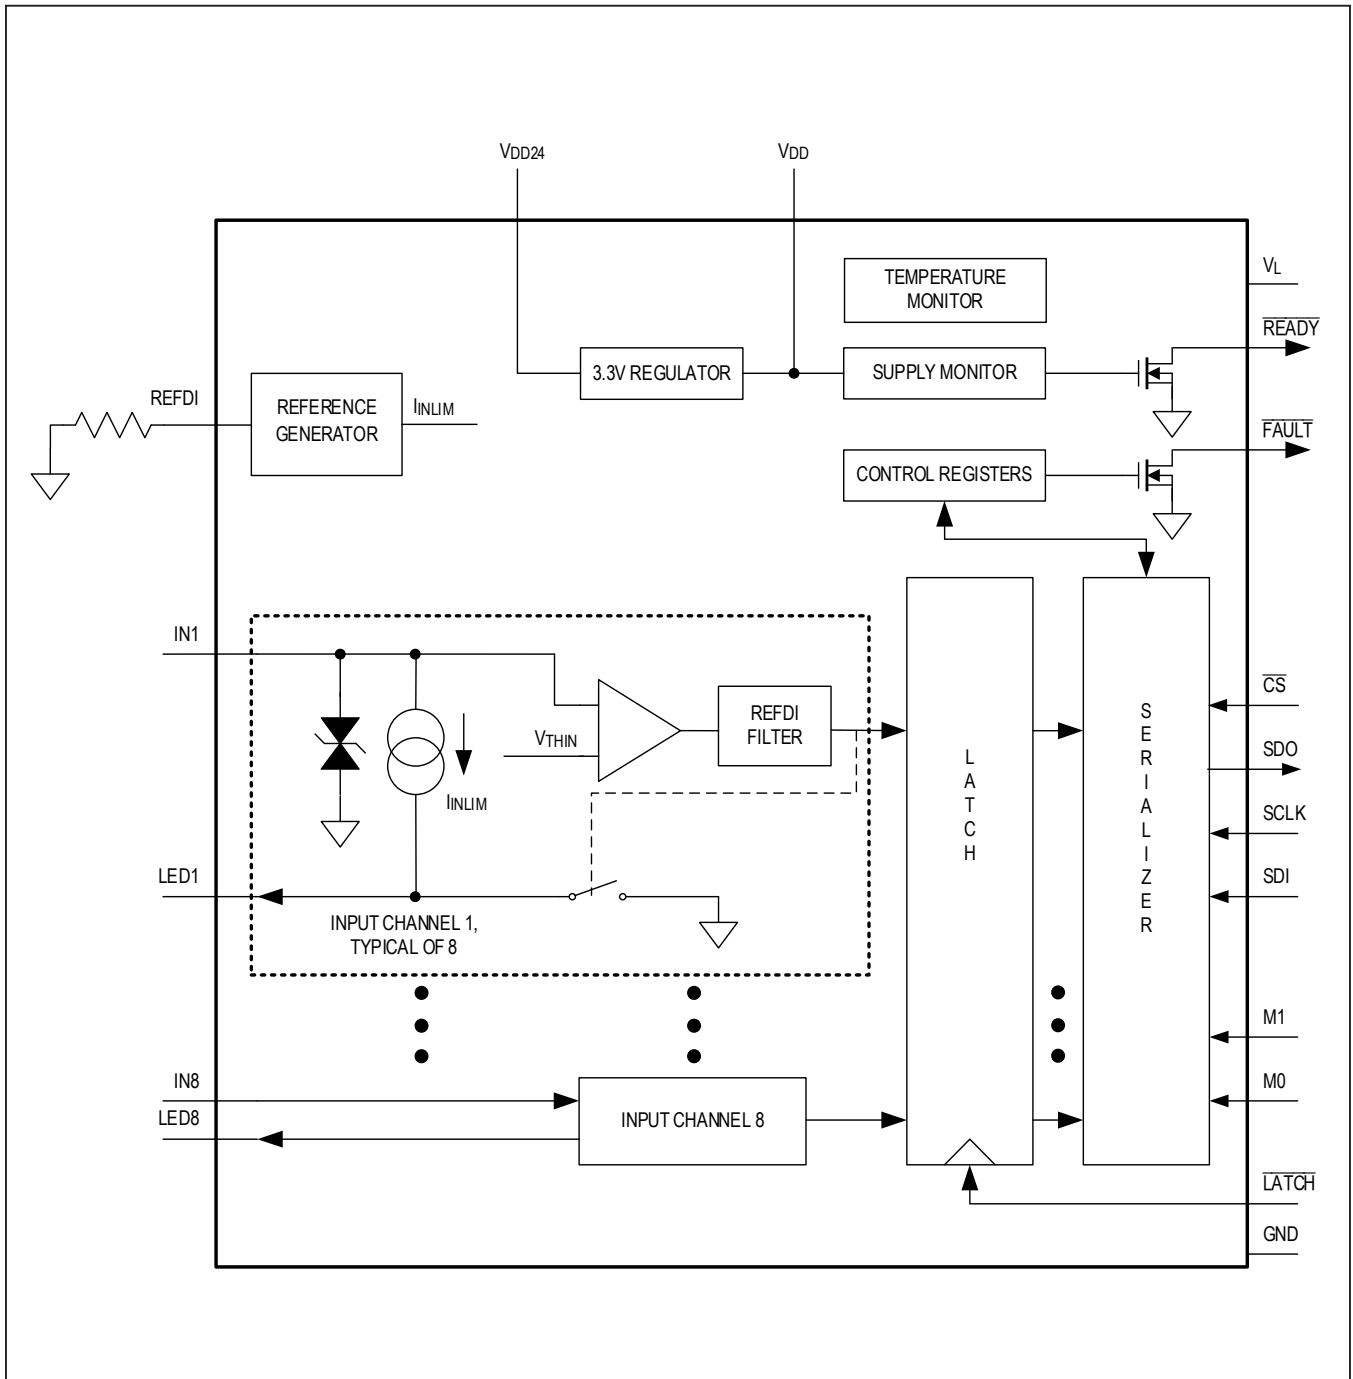 VDD24
VDD
TEMPERATURE
MONITOR
VL
READY
3.3V REGULATOR
SUPPLY MONITOR
REFDI
REFERENCE
GENERATOR
IINLIM
FAULT
CONTROL REGISTERS
IN1
REFDI
FILTER
VTHIN
IINLIM
LED1
INPUT CHANNEL 1,
TYPICAL OF 8
LATCH
SERIALIZER
CS
SDO
SCLK
SDI
M1
M0
IN8
LED8
INPUT CHANNEL 8
LATCH
GND